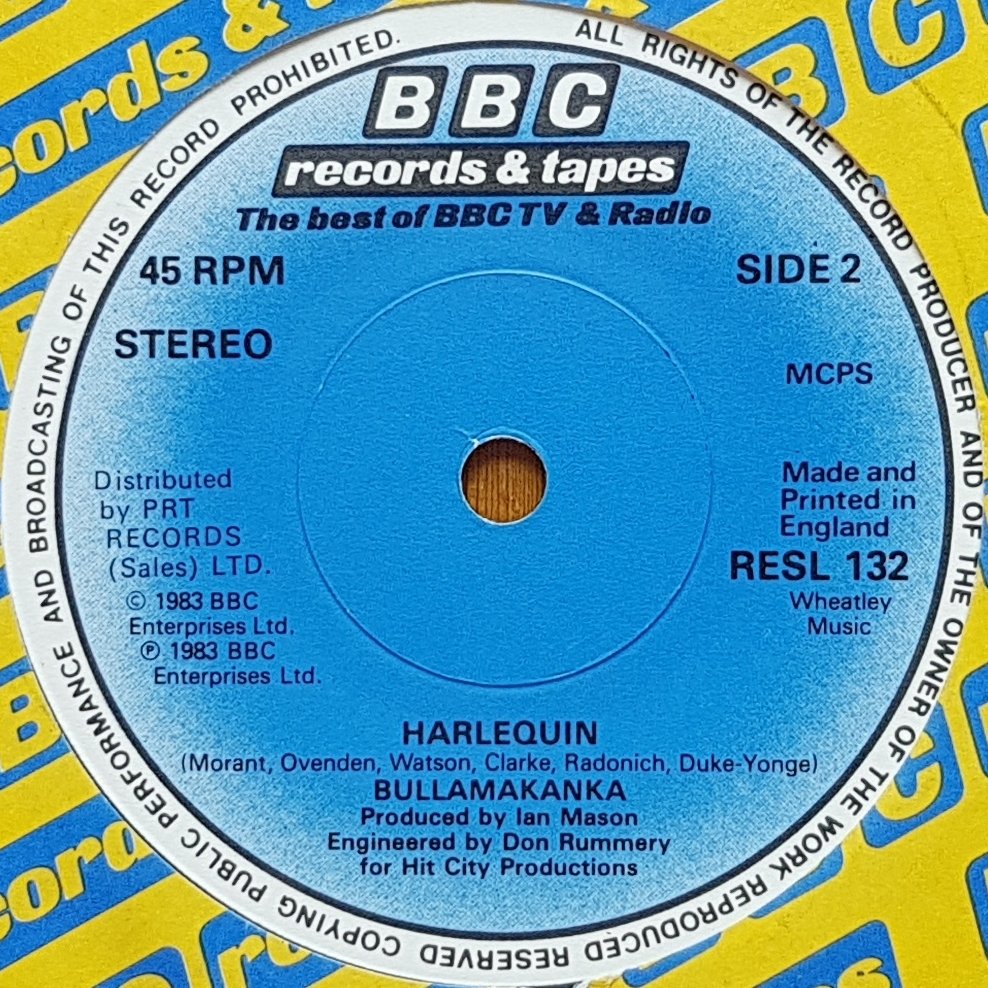 ALL RIGHTS OF THE RECORD PRODUCER AND OF THE OWNER OF THE WORK REPRODUCED RESERVED COPYING PUBLIC PERFORMANCE AND BROADCASTING OF THIS RECORD PROHIBITED.
BBC
records & tapes
The best of BBC TV & Radio
45 RPM
SIDE 2
STEREO
MCPS
Distributed
by PRT
RECORDS
(Sales) LTD.
© 1983 BBC
Enterprises Ltd.
℗ 1983 BBC
Enterprises Ltd.
Made and
Printed in
England
RESL 132
Wheatley
Music
HARLEQUIN
(Morant, Ovenden, Watson, Clarke, Radonich, Duke-Yonge)
BULLAMAKANKA
Produced by Ian Mason
Engineered by Don Rummery
for Hit City Productions